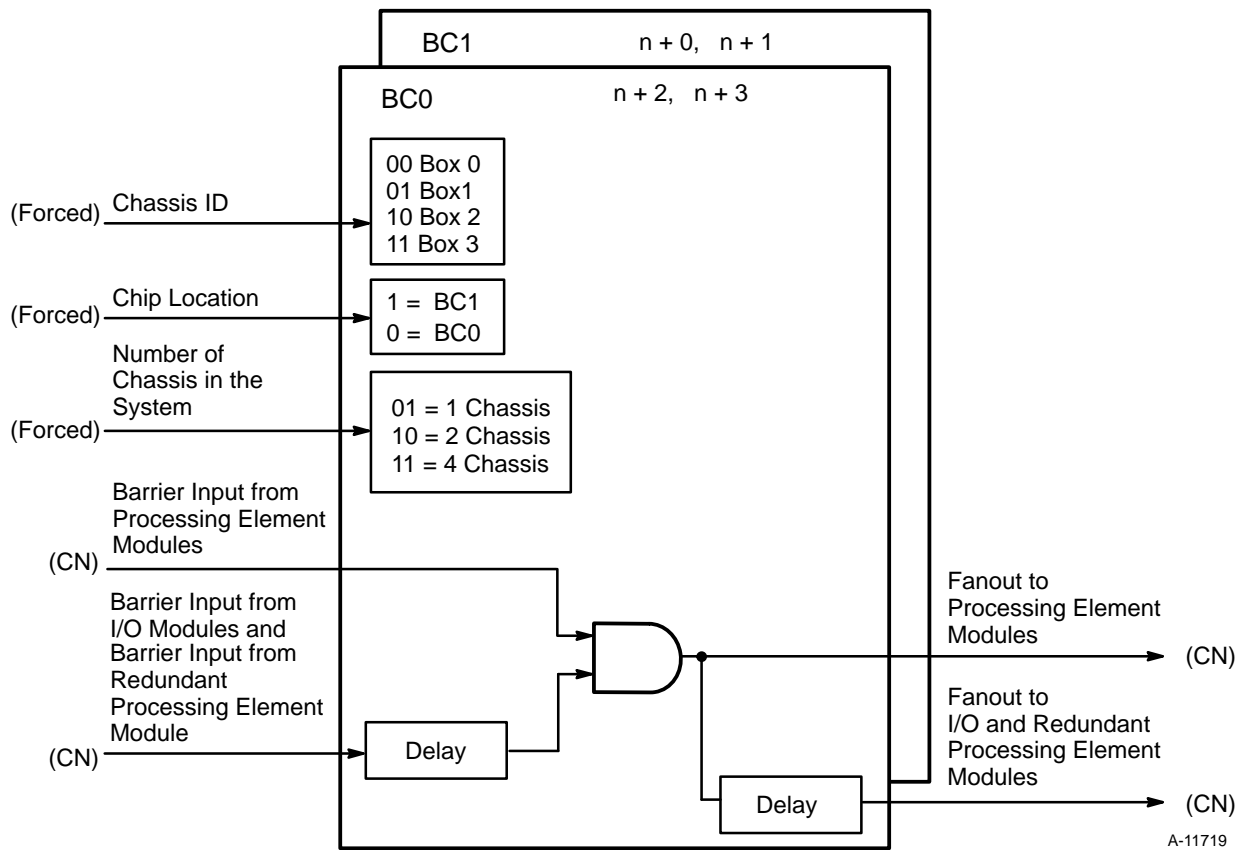 BC1 n + 0, n + 1
BC0 n + 2, n + 3
00 Box 0
01 Box1
10 Box 2
11 Box 3
(Forced) Chassis ID
1 = BC1
0 = BC0
(Forced) Chip Location
Number of
Chassis in the
System
(Forced)
01 = 1 Chassis
10 = 2 Chassis
11 = 4 Chassis
Barrier Input from
Processing Element
Modules
(CN)
Barrier Input from
I/O Modules and
Barrier Input from
Redundant
Processing Element
Module
(CN)
Delay
Fanout to
Processing Element
Modules
(CN)
Fanout to
I/O and Redundant
Processing Element
Modules
(CN)
Delay
A-11719